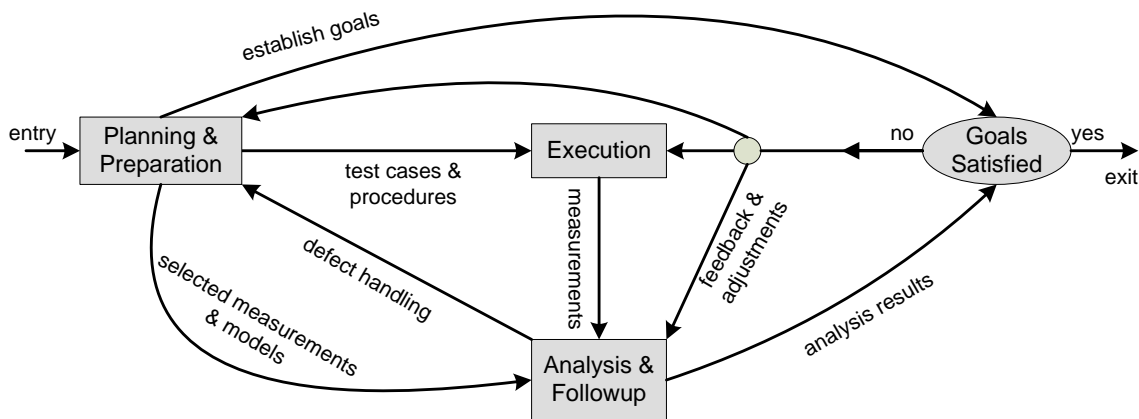 establish goals
entry
Planning &
Preparation
test cases &
procedures
Execution
no
Goals
Satisfied
yes
exit
measurements
feedback &
adjustments
defect handling
selected measurements
& models
analysis results
Analysis &
Followup